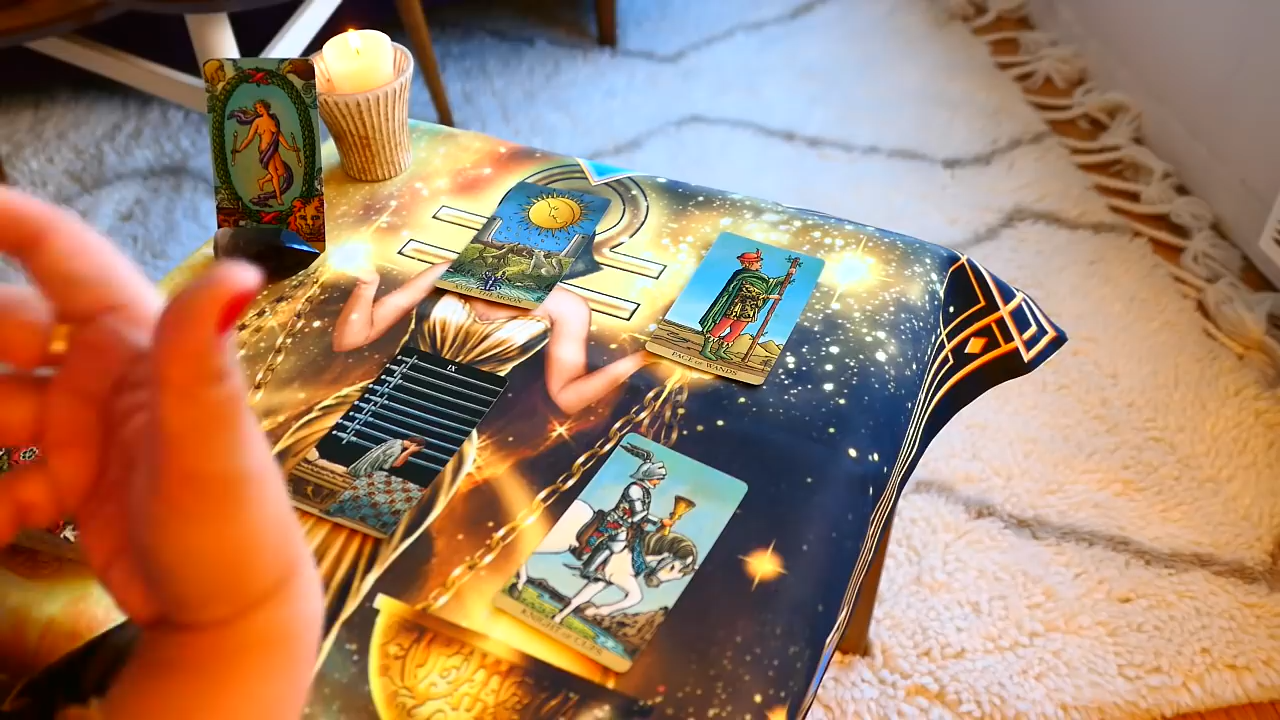 XVIII THE MOON
PAGE OF WANDS
IX
KNIGHT OF CUPS